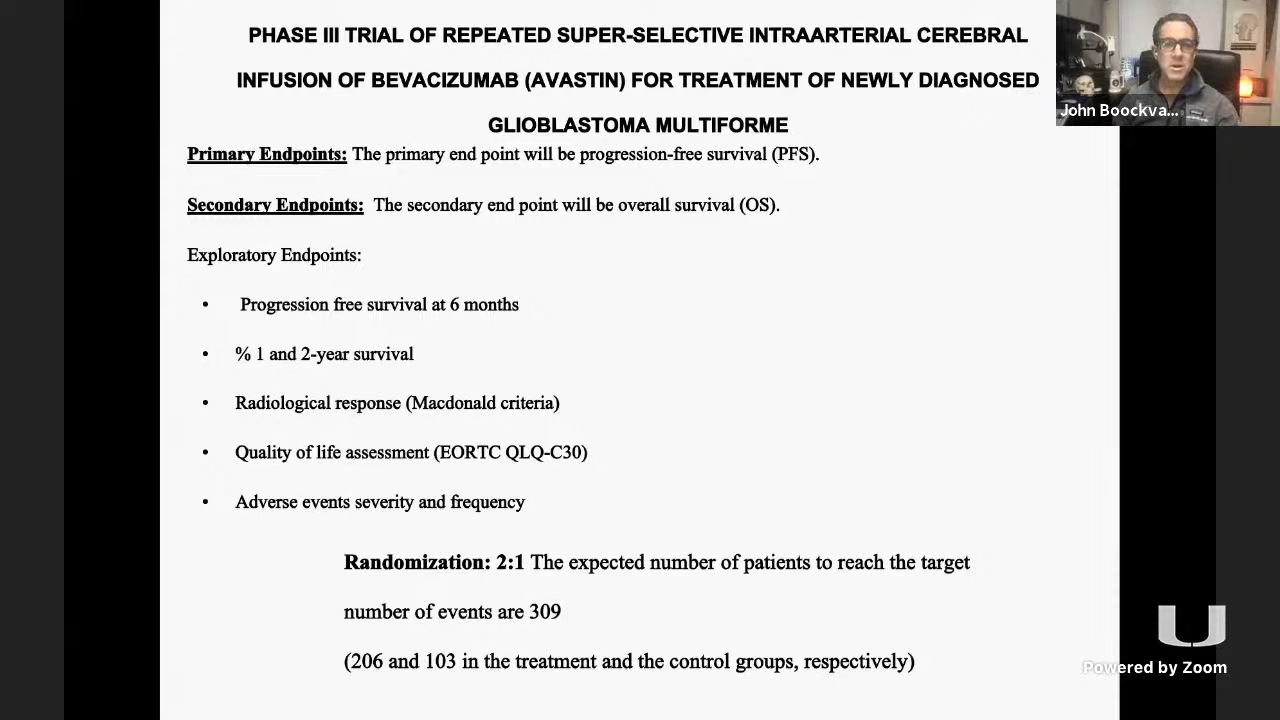 PHASE III TRIAL OF REPEATED SUPER-SELECTIVE INTRAARTERIAL CEREBRAL
INFUSION OF BEVACIZUMAB (AVASTIN) FOR TREATMENT OF NEWLY DIAGNOSED
GLIOBLASTOMA MULTIFORME
John Boockva...
Primary Endpoints: The primary end point will be progression-free survival (PFS).
Secondary Endpoints: The secondary end point will be overall survival (OS).
Exploratory Endpoints:
• Progression free survival at 6 months
• % 1 and 2-year survival
• Radiological response (Macdonald criteria)
• Quality of life assessment (EORTC QLQ-C30)
• Adverse events severity and frequency
Randomization: 2:1 The expected number of patients to reach the target
number of events are 309
(206 and 103 in the treatment and the control groups, respectively)
Powered by Zoom